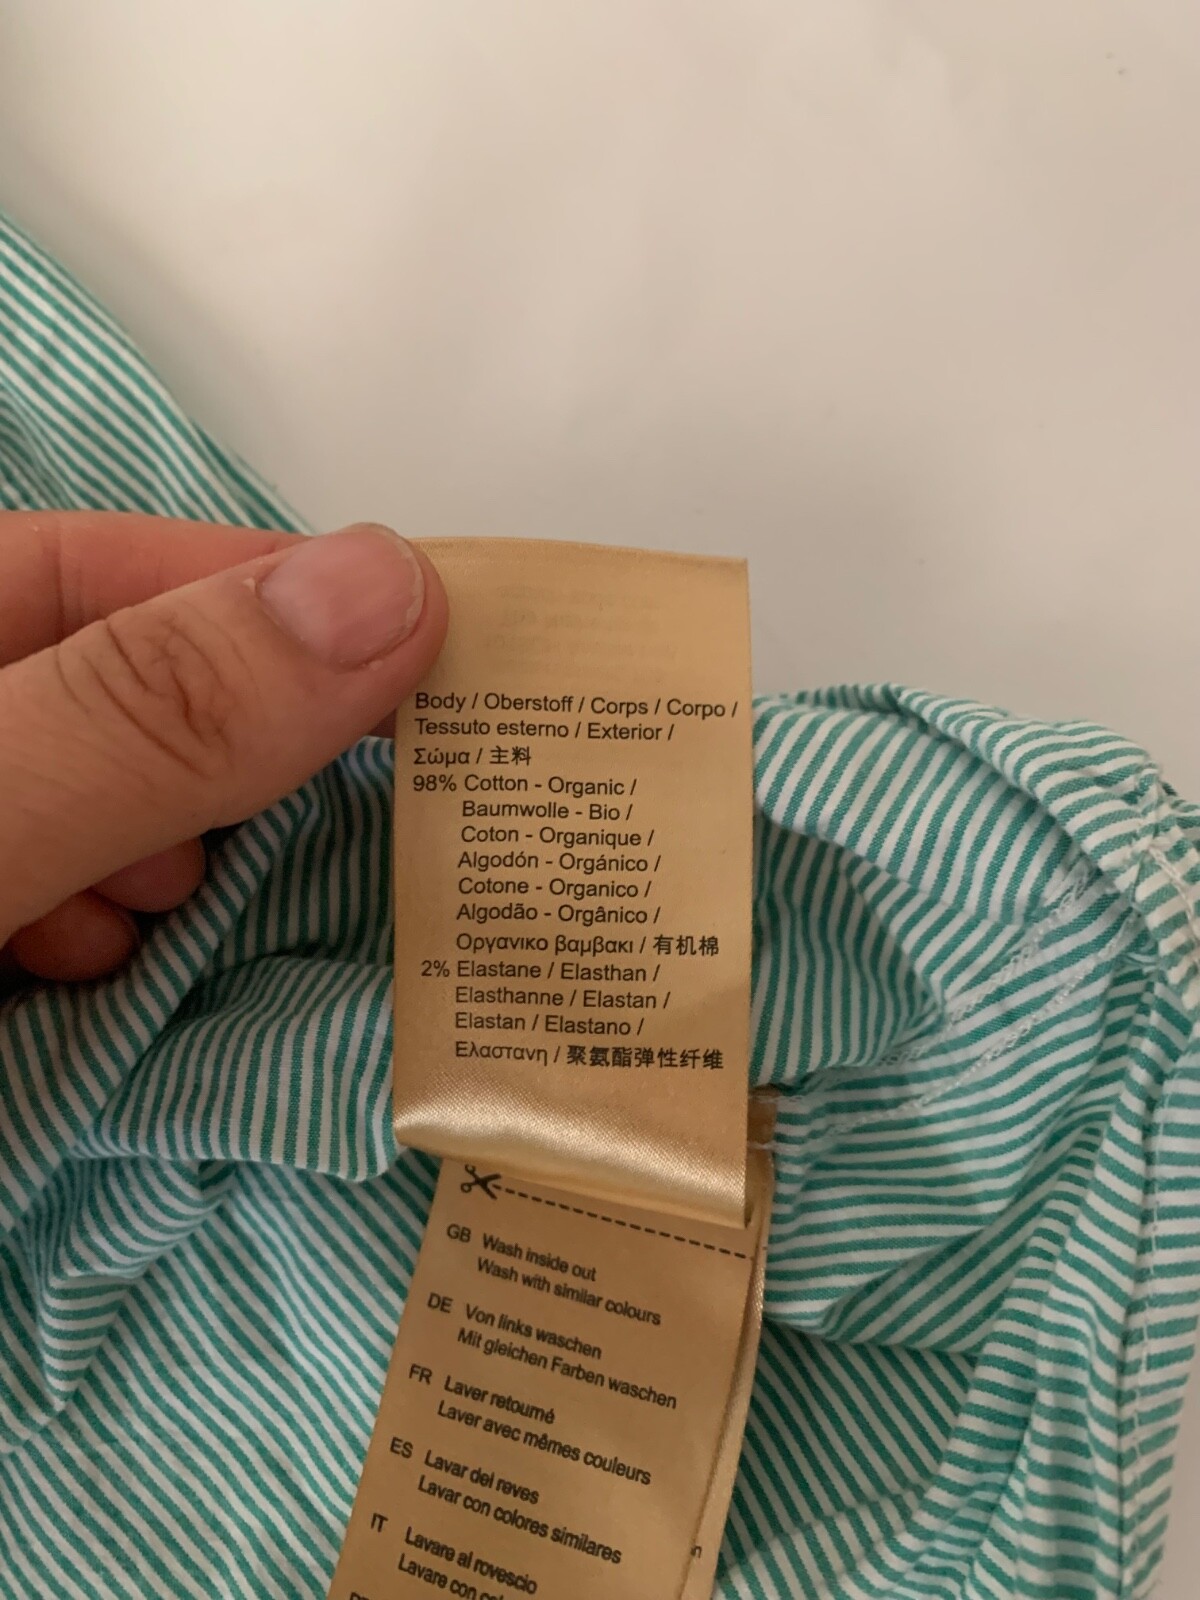 Body / Oberstoff / Corps / Corpo /
Tessuto esterno / Exterior /
Σώμα / 主料
98% Cotton - Organic /
Baumwolle - Bio /
Coton - Organique /
Algodón - Orgánico /
Cotone - Organico /
Algodão - Orgânico /
Οργανικο βαμβακι / 有机棉
2% Elastane / Elasthan /
Elasthanne / Elastan /
Elastan / Elastano /
Ελαστανη / 聚氨酯弹性纤维
GB Wash inside out
Wash with similar colours
DE Von links waschen
Mit gleichen Farben waschen
FR Laver retourné
Laver avec mêmes couleurs
ES Lavar del reves
Lavar con colores similares
IT Lavare al rovescio
Lavare con